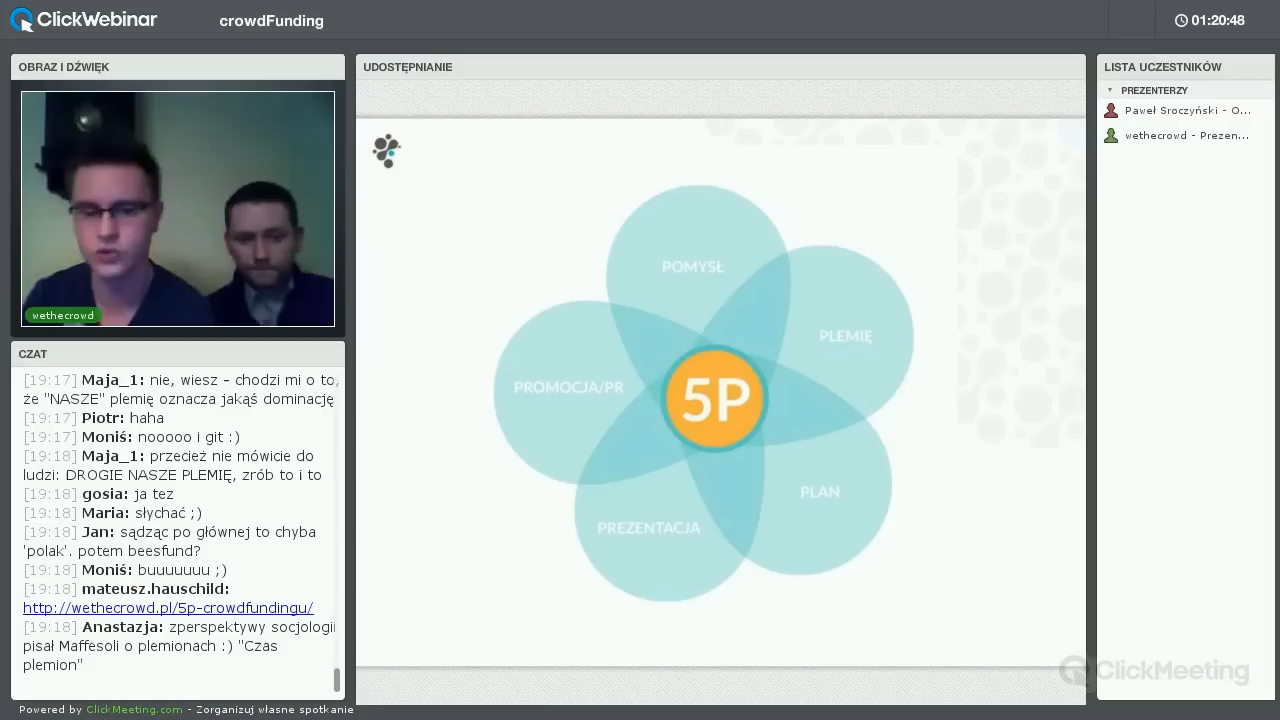 ClickWebinar
crowdFunding
01:20:48
OBRAZ I DŹWIĘK
wethecrowd
CZAT
[19:17] Maja_1: nie, wiesz - chodzi mi o to,
że "NASZE" plemię oznacza jakąś dominację
[19:17] Piotr: haha
[19:17] Moniś: nooooo i git :)
[19:18] Maja_1: przecież nie mówicie do
ludzi: DROGIE NASZE PLEMIĘ, zrób to i to
[19:18] gosia: ja tez
[19:18] Maria: słychać ;)
[19:18] Jan: sądząc po głównej to chyba
'polak'. potem beesfund?
[19:18] Moniś: buuuuuuu ;)
[19:18] mateusz.hauschild:
http://wethecrowd.pl/5p-crowdfundingu/
[19:18] Anastazja: zperspektywy socjologii
pisał Maffesoli o plemionach :) "Czas
plemion"
Powered by ClickMeeting.com - Zorganizuj własne spotkanie
UDOSTĘPNIANIE
POMYSŁ
PLEMIĘ
PROMOCJA/PR
5P
PLAN
PREZENTACJA
LISTA UCZESTNIKÓW
PREZENTERZY
Paweł Sroczyński - O...
wethecrowd - Prezen...
ClickMeeting